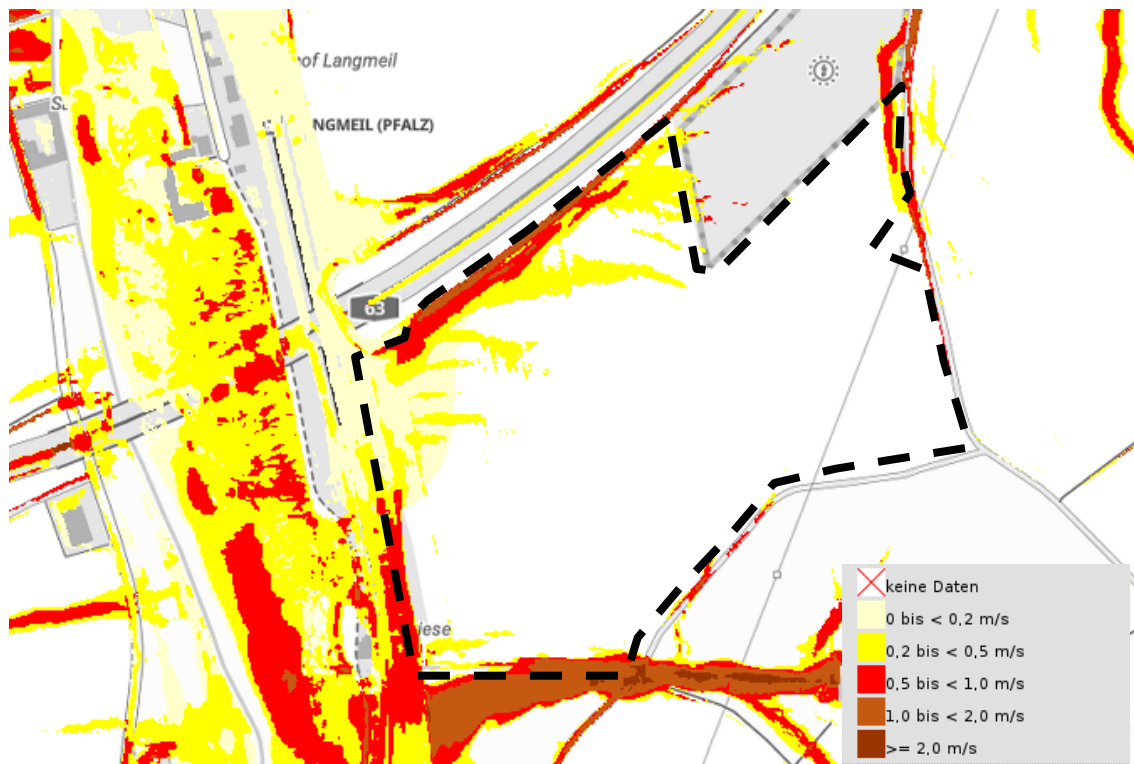 of Langmeil
NGMEIL (PFALZ)
63
iese
keine Daten
0 bis < 0,2 m/s
0,2 bis < 0,5 m/s
0,5 bis < 1,0 m/s
1,0 bis < 2,0 m/s
>= 2,0 m/s